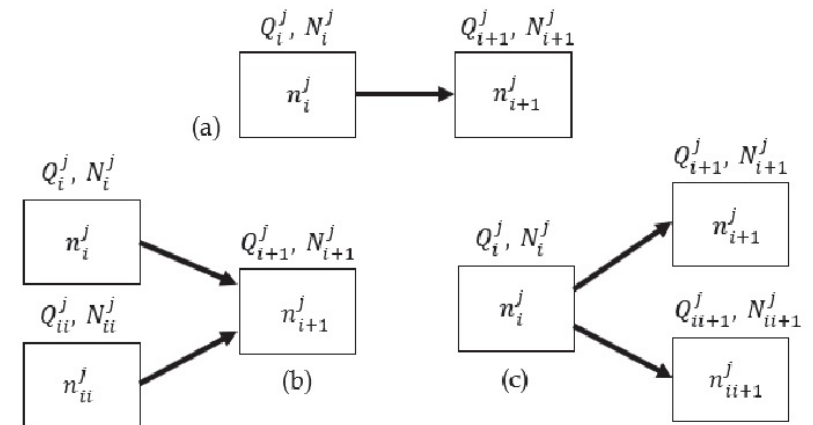 Q_i^j, N_i^j
n_i^j
Q_{i+1}^j, N_{i+1}^j
n_{i+1}^j
(a)
Q_i^j, N_i^j
n_i^j
Q_{ii}^j, N_{ii}^j
n_{ii}^j
Q_{i+1}^j, N_{i+1}^j
n_{i+1}^j
(b)
Q_i^j, N_i^j
n_i^j
(c)
Q_{i+1}^j, N_{i+1}^j
n_{i+1}^j
Q_{ii+1}^j, N_{ii+1}^j
n_{ii+1}^j